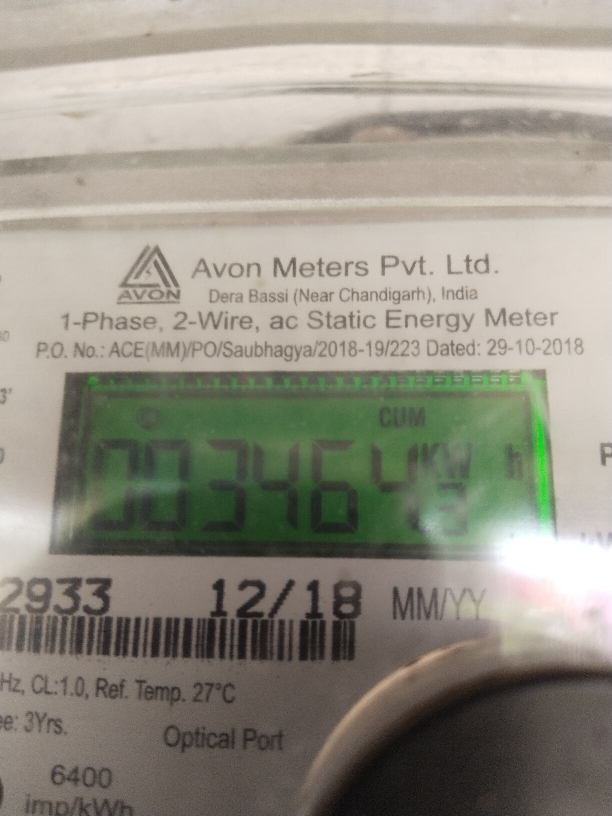 AVON
Avon Meters Pvt. Ltd.
Dera Bassi (Near Chandigarh), India
1-Phase, 2-Wire, ac Static Energy Meter
P.O. No.: ACE(MM)/PO/Saubhagya/2018-19/223 Dated: 29-10-2018
CUM
003464 KW h
2933 12/18 MM/YY
Hz, CL:1.0, Ref. Temp. 27°C
ee: 3Yrs.
Optical Port
6400
imp/kWh